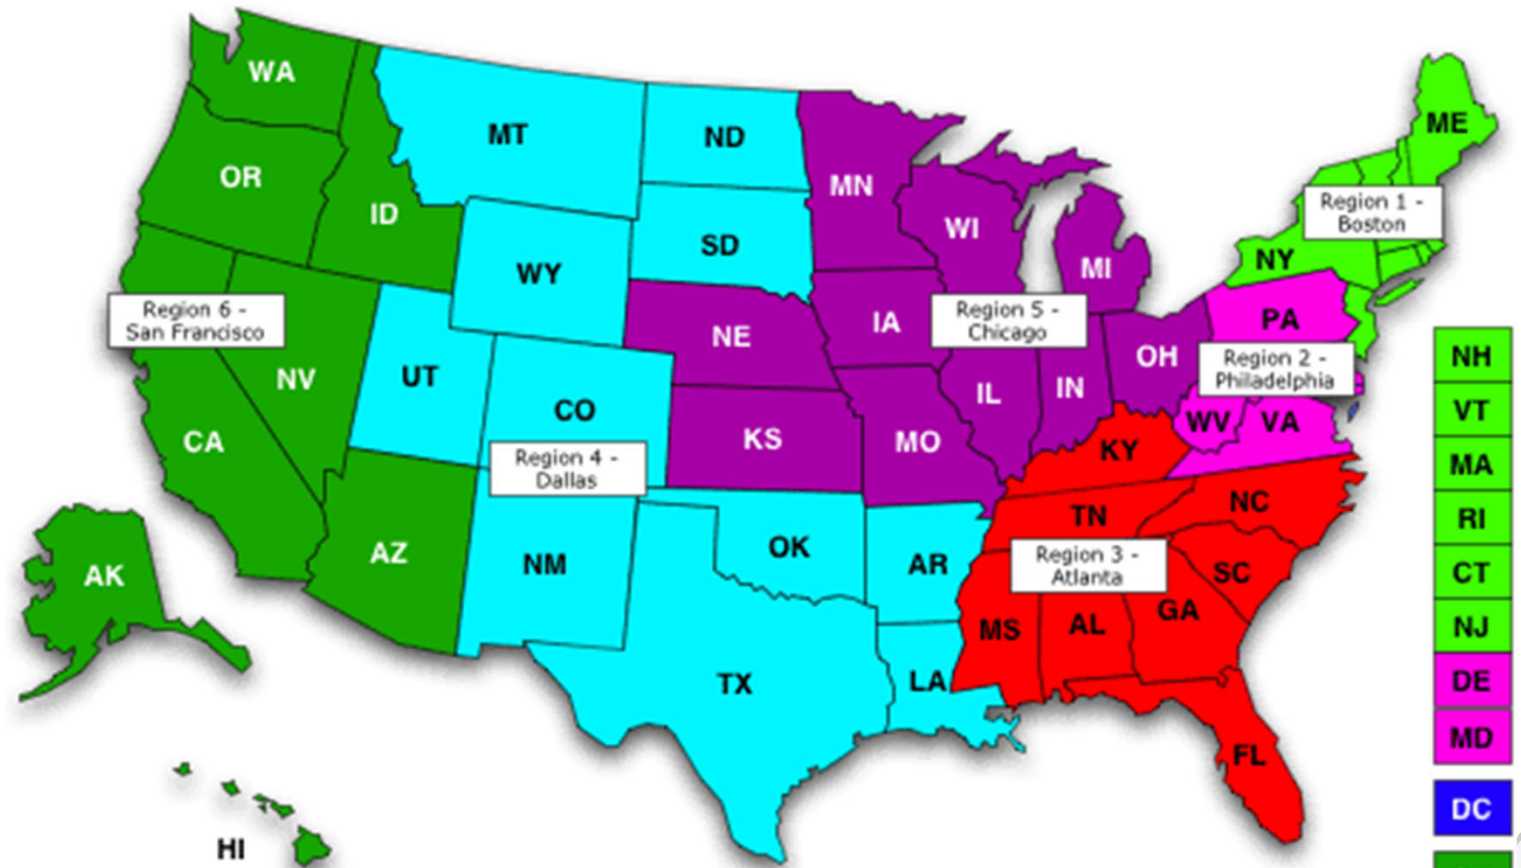 WA
OR
ID
MT
ND
MN
ME
WI
MI
SD
WY
Region 1 -
Boston
NY
Region 6 -
San Francisco
NV
UT
NE
IA
Region 5 -
Chicago
PA
OH
Region 2 -
Philadelphia
CA
CO
KS
MO
IL
IN
WV
VA
KY
Region 4 -
Dallas
TN
NC
AK
AZ
NM
OK
AR
Region 3 -
Atlanta
SC
GA
MS
AL
TX
LA
FL
HI
NH
VT
MA
RI
CT
NJ
DE
MD
DC